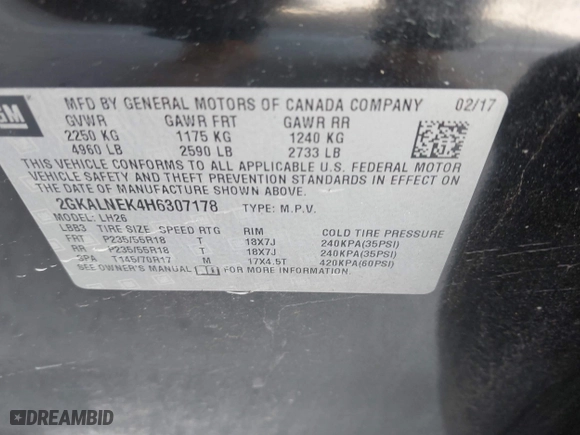 GM
MFD BY GENERAL MOTORS OF CANADA COMPANY 02/17
GVWR GAWR FRT GAWR RR
2250 KG 1175 KG 1240 KG
4960 LB 2590 LB 2733 LB
THIS VEHICLE CONFORMS TO ALL APPLICABLE U.S. FEDERAL MOTOR
VEHICLE SAFETY AND THEFT PREVENTION STANDARDS IN EFFECT ON
THE DATE OF MANUFACTURE SHOWN ABOVE.
2GKALNEK4H6307178 TYPE: M.P.V.
MODEL: LH26
LBB3 TIRE SIZE SPEED RTG RIM COLD TIRE PRESSURE
FRT P235/55R18 T 18X7J 240KPA(35PSI)
RR P235/55R18 T 18X7J 240KPA(35PSI)
SPA T145/70R17 M 17X4.5T 420KPA(60PSI)
SEE OWNER'S MANUAL FOR MORE INFORMATION.
DREAMBID